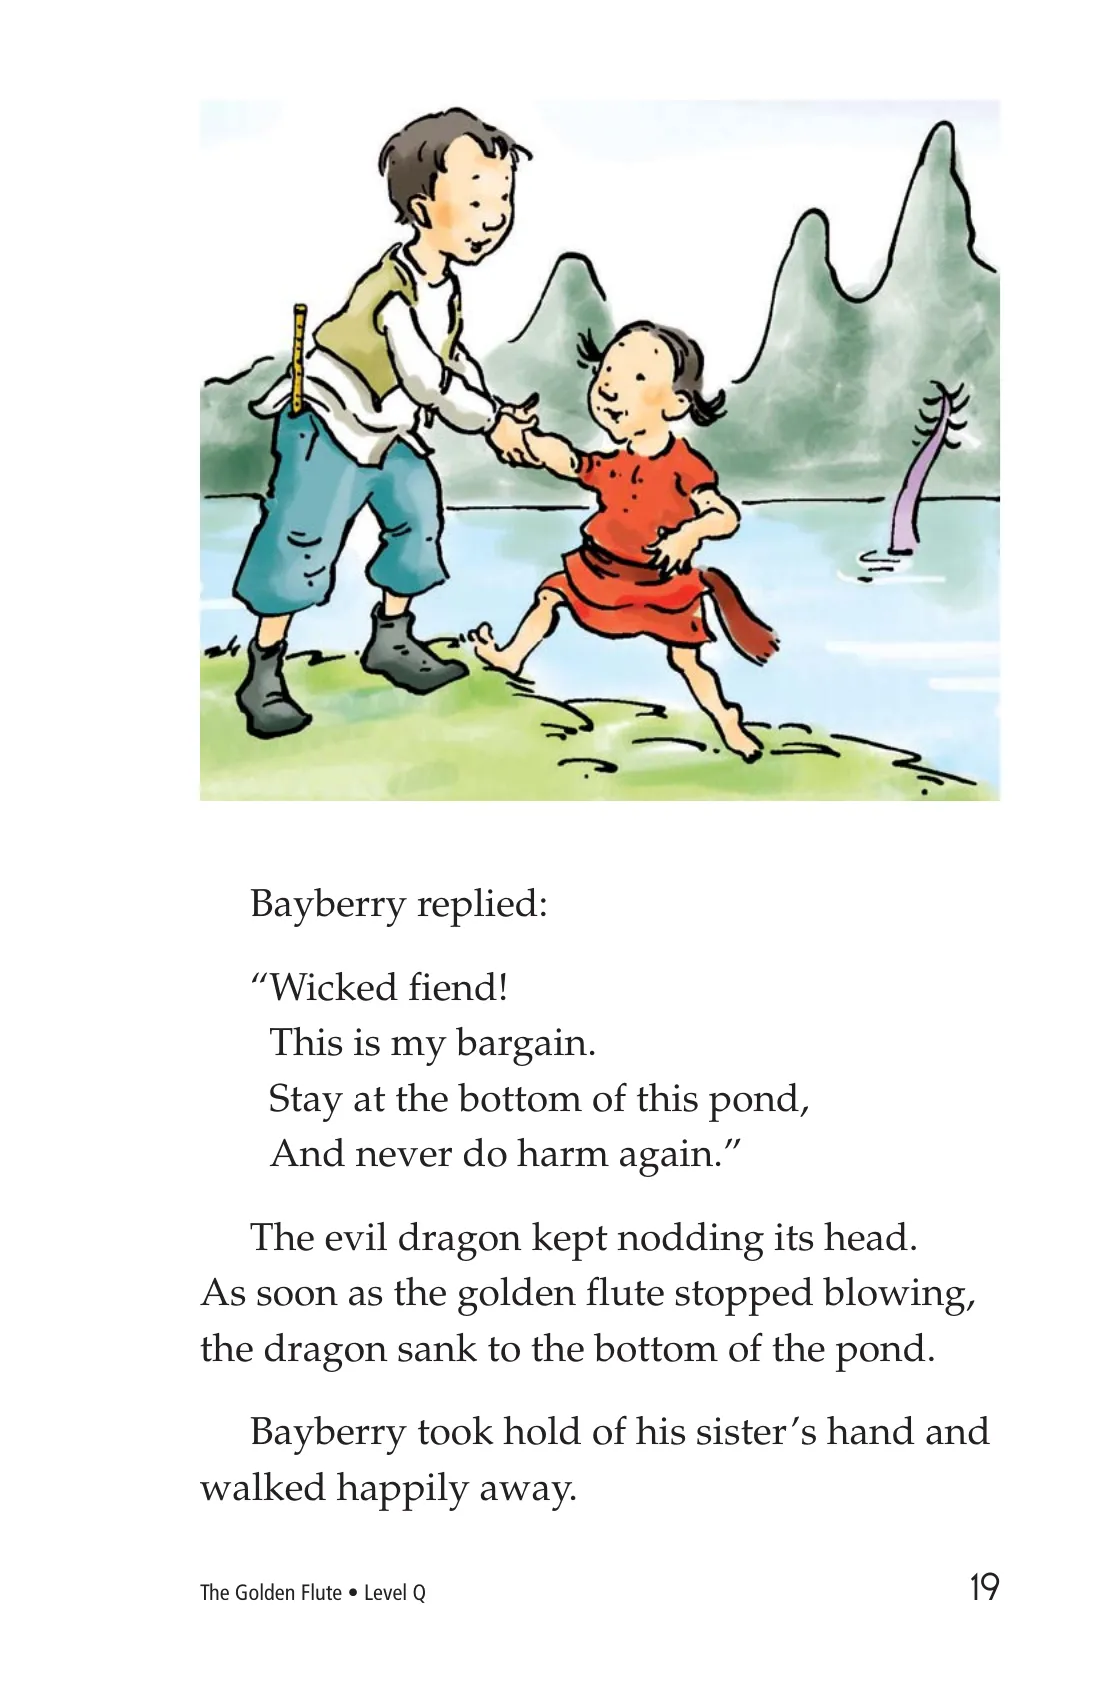 Bayberry replied:
“Wicked fiend!
This is my bargain.
Stay at the bottom of this pond,
And never do harm again.”
The evil dragon kept nodding its head.
As soon as the golden flute stopped blowing,
the dragon sank to the bottom of the pond.
Bayberry took hold of his sister’s hand and
walked happily away.
The Golden Flute • Level Q
19